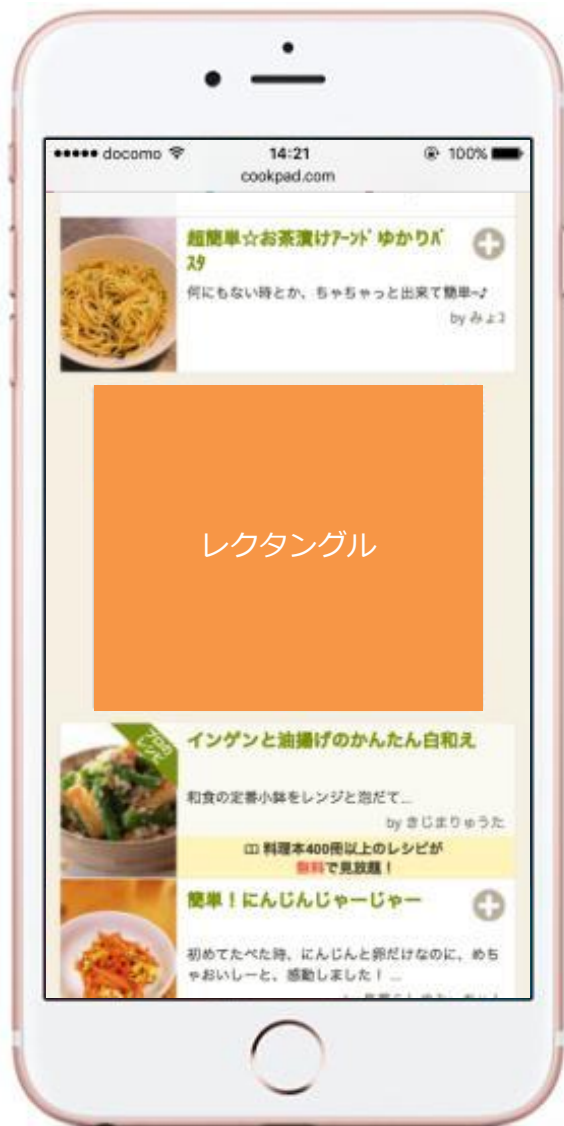 docomo 14:21 100%
cookpad.com
超簡単☆お茶漬けｱｰﾝﾄﾞゆかりﾊﾟ
ｽﾀ
何にもない時とか、ちゃちゃっと出来て簡単~♪
by みょｺ
レクタングル
プロの
レシピ
インゲンと油揚げのかんたん白和え
和食の定番小鉢をレンジと泡だて...
by きじまりゅうた
料理本400冊以上のレシピが
無料で見放題！
簡単！にんじんじゃーじゃー
初めてたべた時、にんじんと卵だけなのに、めち
ゃおいしーと、感動しました！ ...